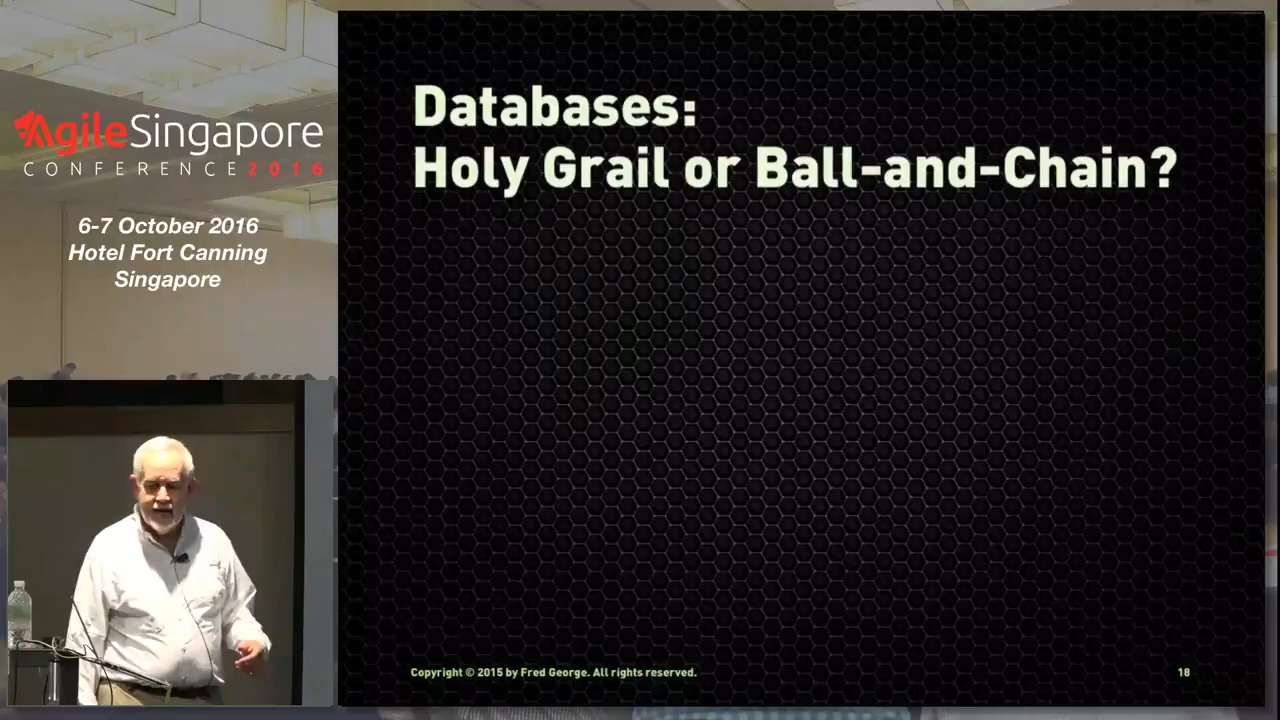 AgileSingapore
CONFERENCE2016
6-7 October 2016
Hotel Fort Canning
Singapore
Databases:
Holy Grail or Ball-and-Chain?
Copyright © 2015 by Fred George. All rights reserved.
18